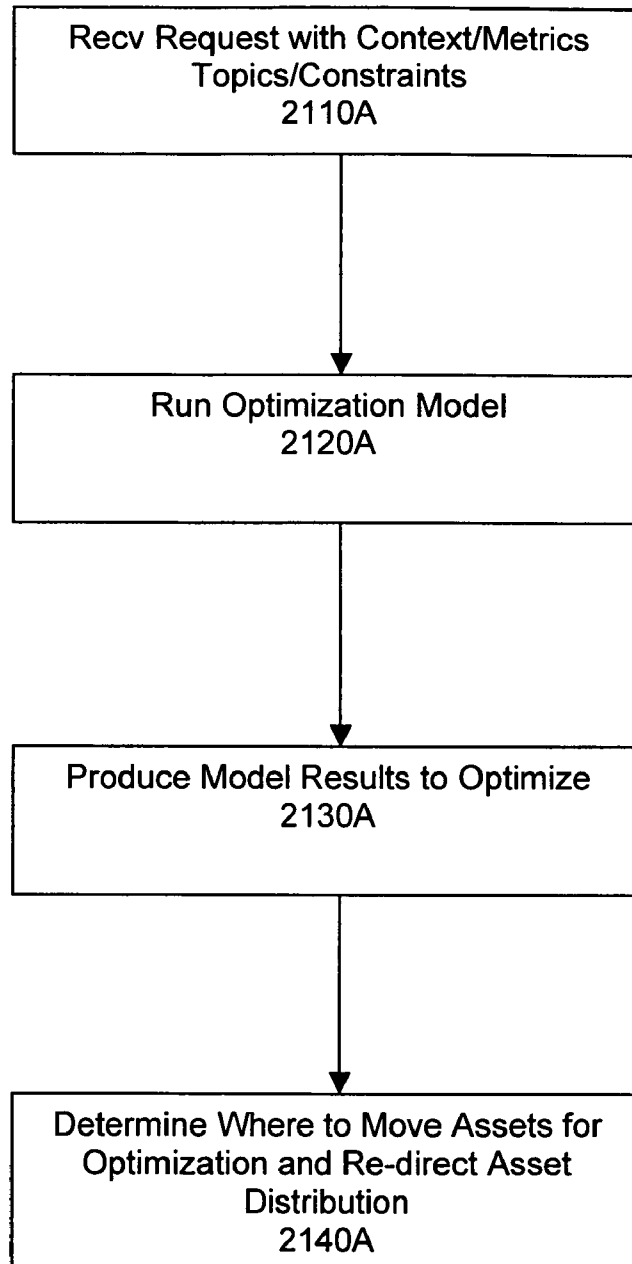 Recv Request with Context/Metrics
Topics/Constraints
2110A
Run Optimization Model
2120A
Produce Model Results to Optimize
2130A
Determine Where to Move Assets for
Optimization and Re-direct Asset
Distribution
2140A